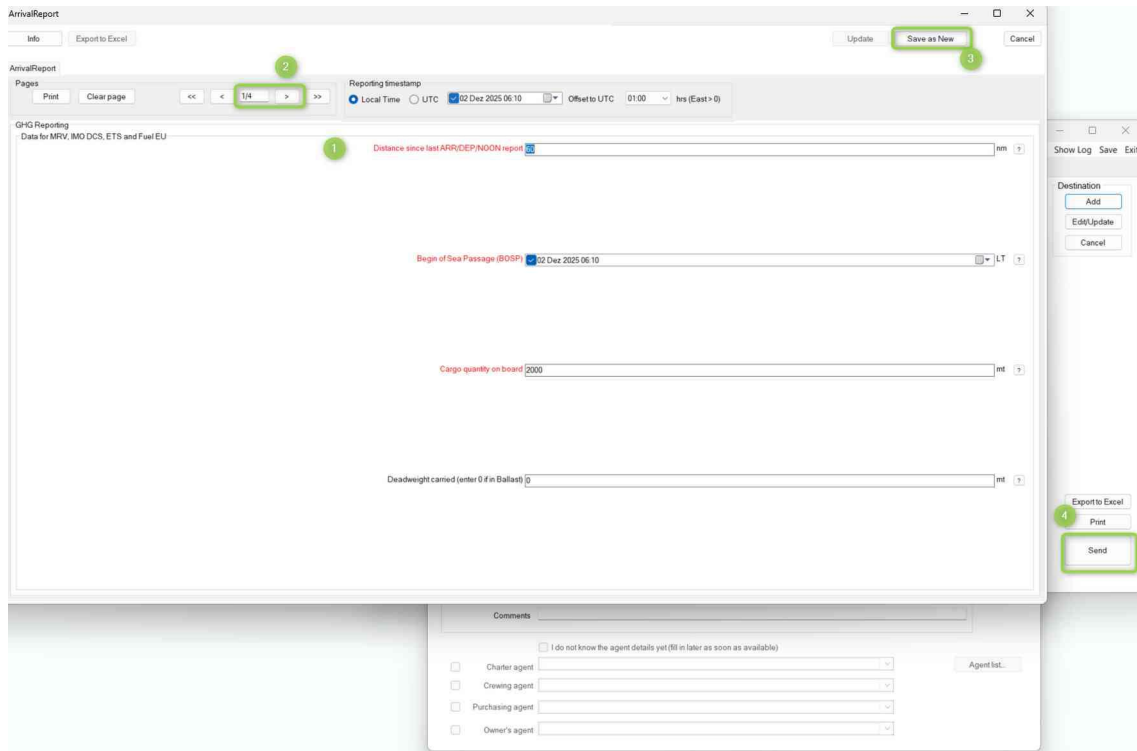 ArrivalReport
Info Export to Excel Update Save as New Cancel
3
ArrivalReport
2
Pages
Print Clear page << < 1/4 > >>
Reporting timestamp
Local Time UTC 02 Dez 2025 06:10 Offset to UTC 01:00 hrs (East > 0)
GHG Reporting
Data for MRV, IMO DCS, ETS and Fuel EU
1
Distance since last ARR/DEP/NOON report 60 nm ?
Begin of Sea Passage (BOSP) 02 Dez 2025 06:10 LT ?
Cargo quantity on board 2000 mt ?
Deadweight carried (enter 0 if in Ballast) 0 mt ?
Show Log Save Exit
Destination
Add
Edit/Update
Cancel
Export to Excel
4
Print
Send
Comments
I do not know the agent details yet (fill in later as soon as available)
Charter agent Agent list...
Crewing agent
Purchasing agent
Owner's agent